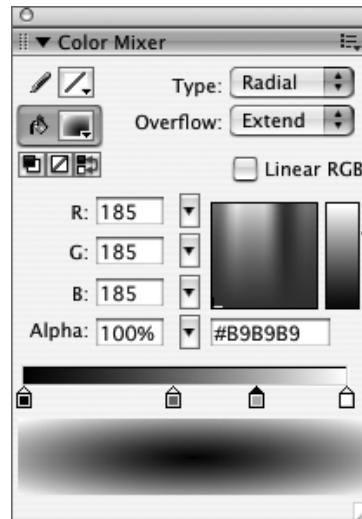 Color Mixer
Type: Radial
Overflow: Extend
Linear RGB
R: 185
G: 185
B: 185
Alpha: 100% #B9B9B9